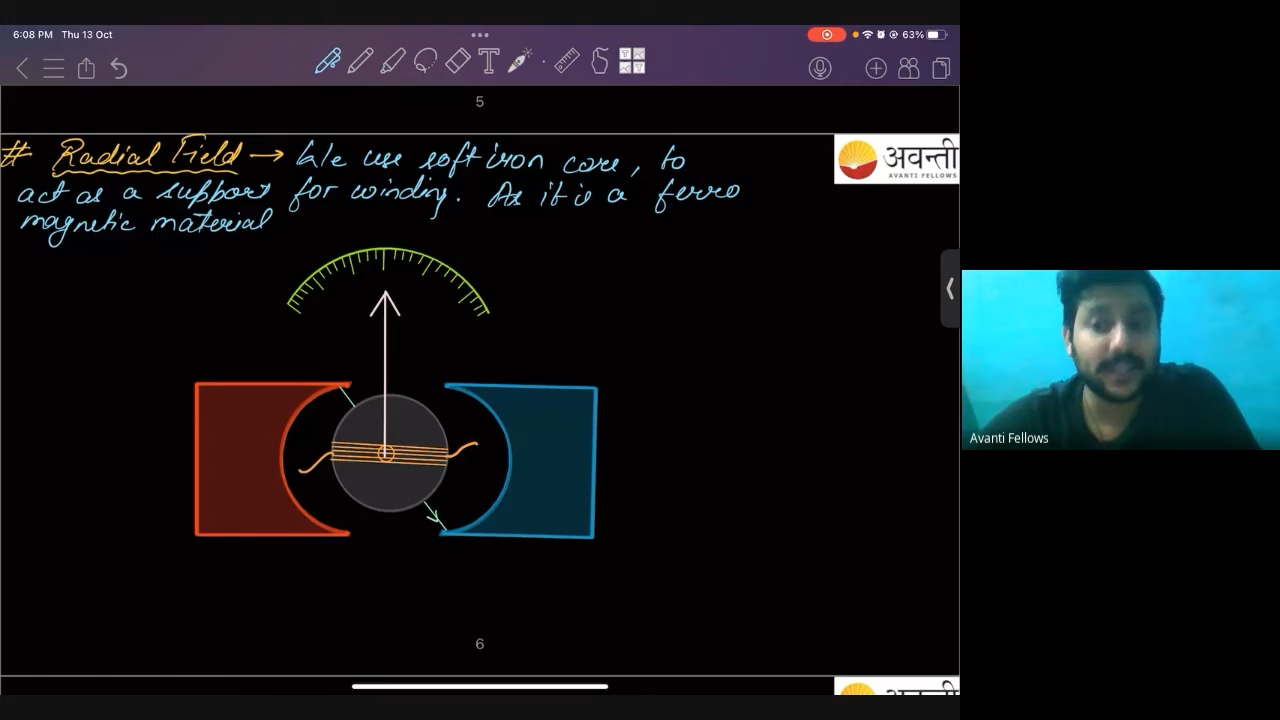 6:08 PM Thu 13 Oct
63%
5
# Radial Field → We use soft iron core, to
act as a support for winding. As it is a ferro
magnetic material
अवन्ती
AVANTI FELLOWS
Avanti Fellows
6